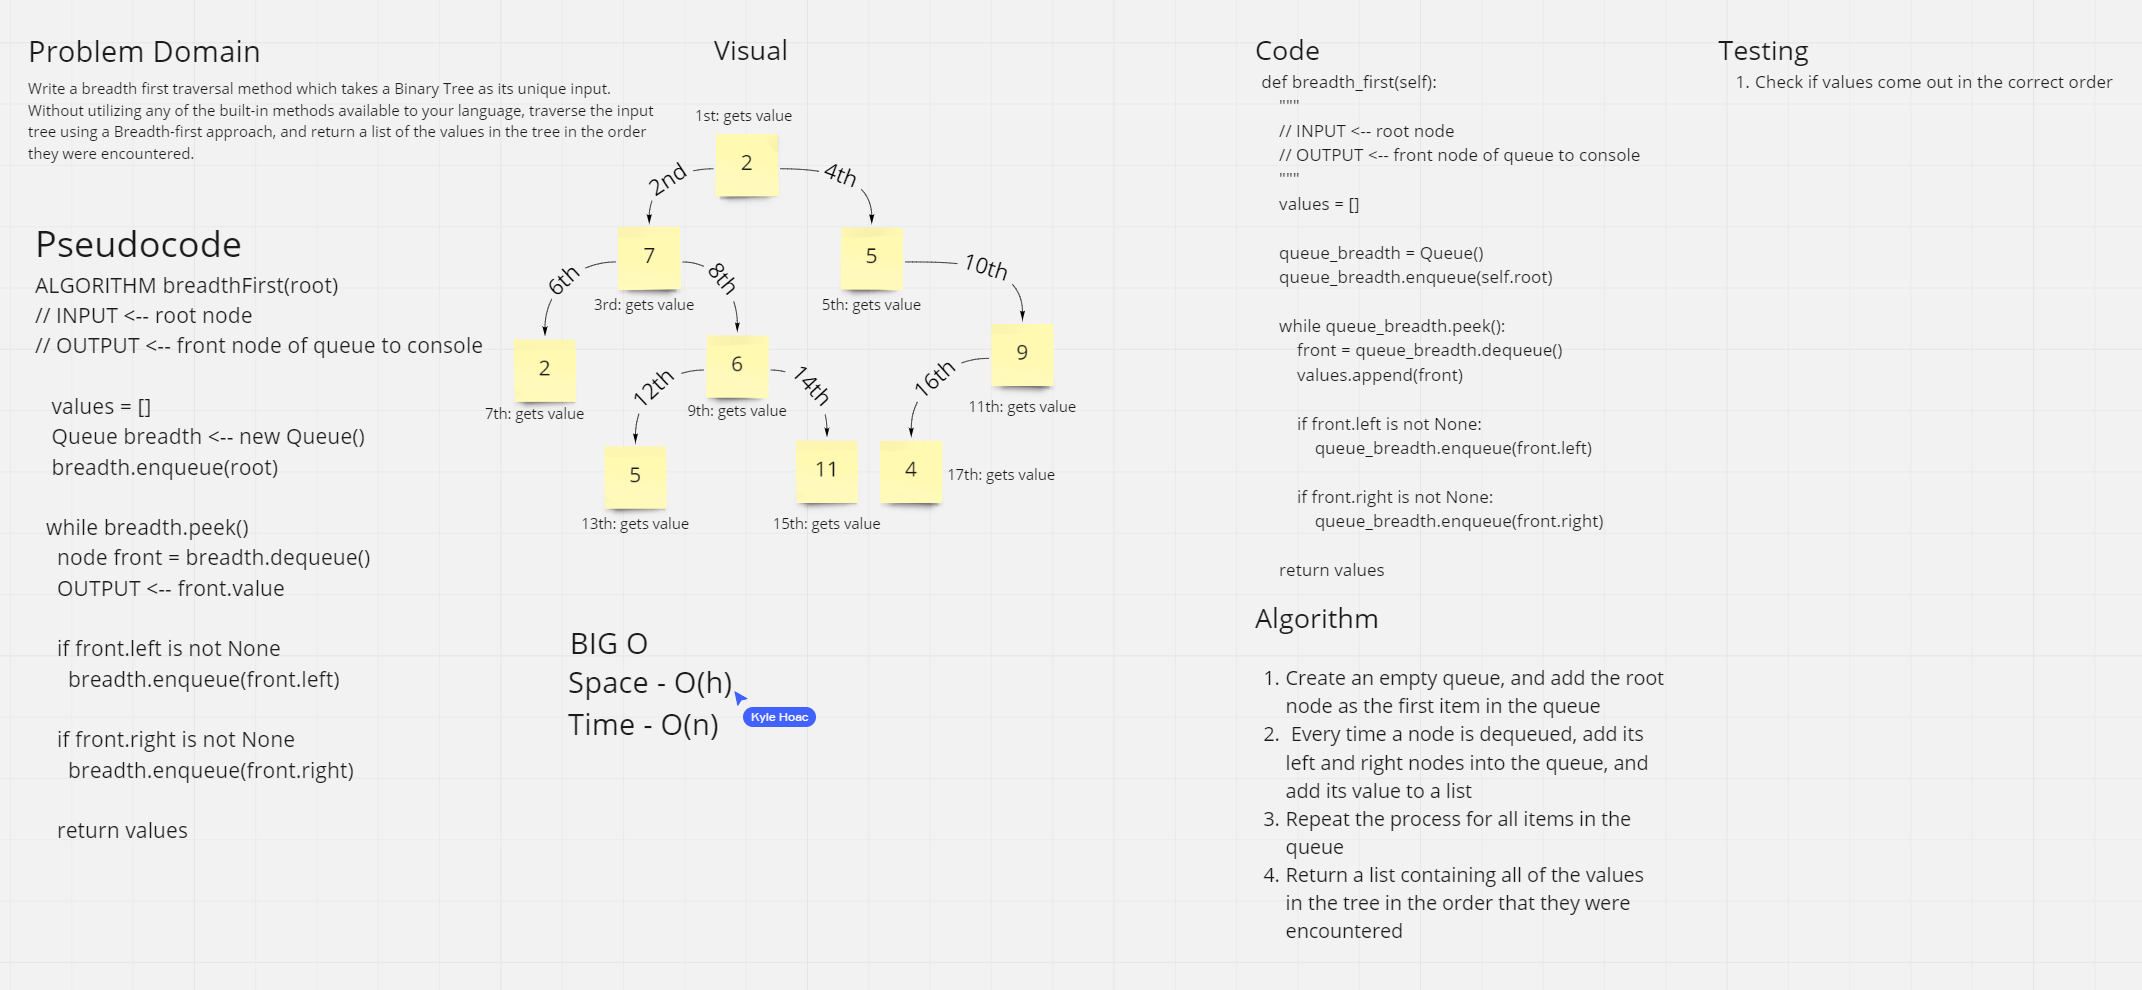 Problem Domain
Write a breadth first traversal method which takes a Binary Tree as its unique input.
Without utilizing any of the built-in methods available to your language, traverse the input
tree using a Breadth-first approach, and return a list of the values in the tree in the order
they were encountered.
Pseudocode
ALGORITHM breadthFirst(root)
// INPUT <-- root node
// OUTPUT <-- front node of queue to console
values = []
Queue breadth <-- new Queue()
breadth.enqueue(root)
while breadth.peek()
node front = breadth.dequeue()
OUTPUT <-- front.value
if front.left is not None
breadth.enqueue(front.left)
if front.right is not None
breadth.enqueue(front.right)
return values
Visual
1st: gets value
2
2nd
4th
7
5
3rd: gets value
5th: gets value
6th
8th
10th
2
6
9
7th: gets value
9th: gets value
11th: gets value
12th
14th
16th
5
11
4
13th: gets value
15th: gets value
17th: gets value
BIG O
Space - O(h)
Time - O(n)
Kyle Hoac
Code
def breadth_first(self):
"""
// INPUT <-- root node
// OUTPUT <-- front node of queue to console
"""
values = []
queue_breadth = Queue()
queue_breadth.enqueue(self.root)
while queue_breadth.peek():
front = queue_breadth.dequeue()
values.append(front)
if front.left is not None:
queue_breadth.enqueue(front.left)
if front.right is not None:
queue_breadth.enqueue(front.right)
return values
Algorithm
1. Create an empty queue, and add the root
node as the first item in the queue
2. Every time a node is dequeued, add its
left and right nodes into the queue, and
add its value to a list
3. Repeat the process for all items in the
queue
4. Return a list containing all of the values
in the tree in the order that they were
encountered
Testing
1. Check if values come out in the correct order